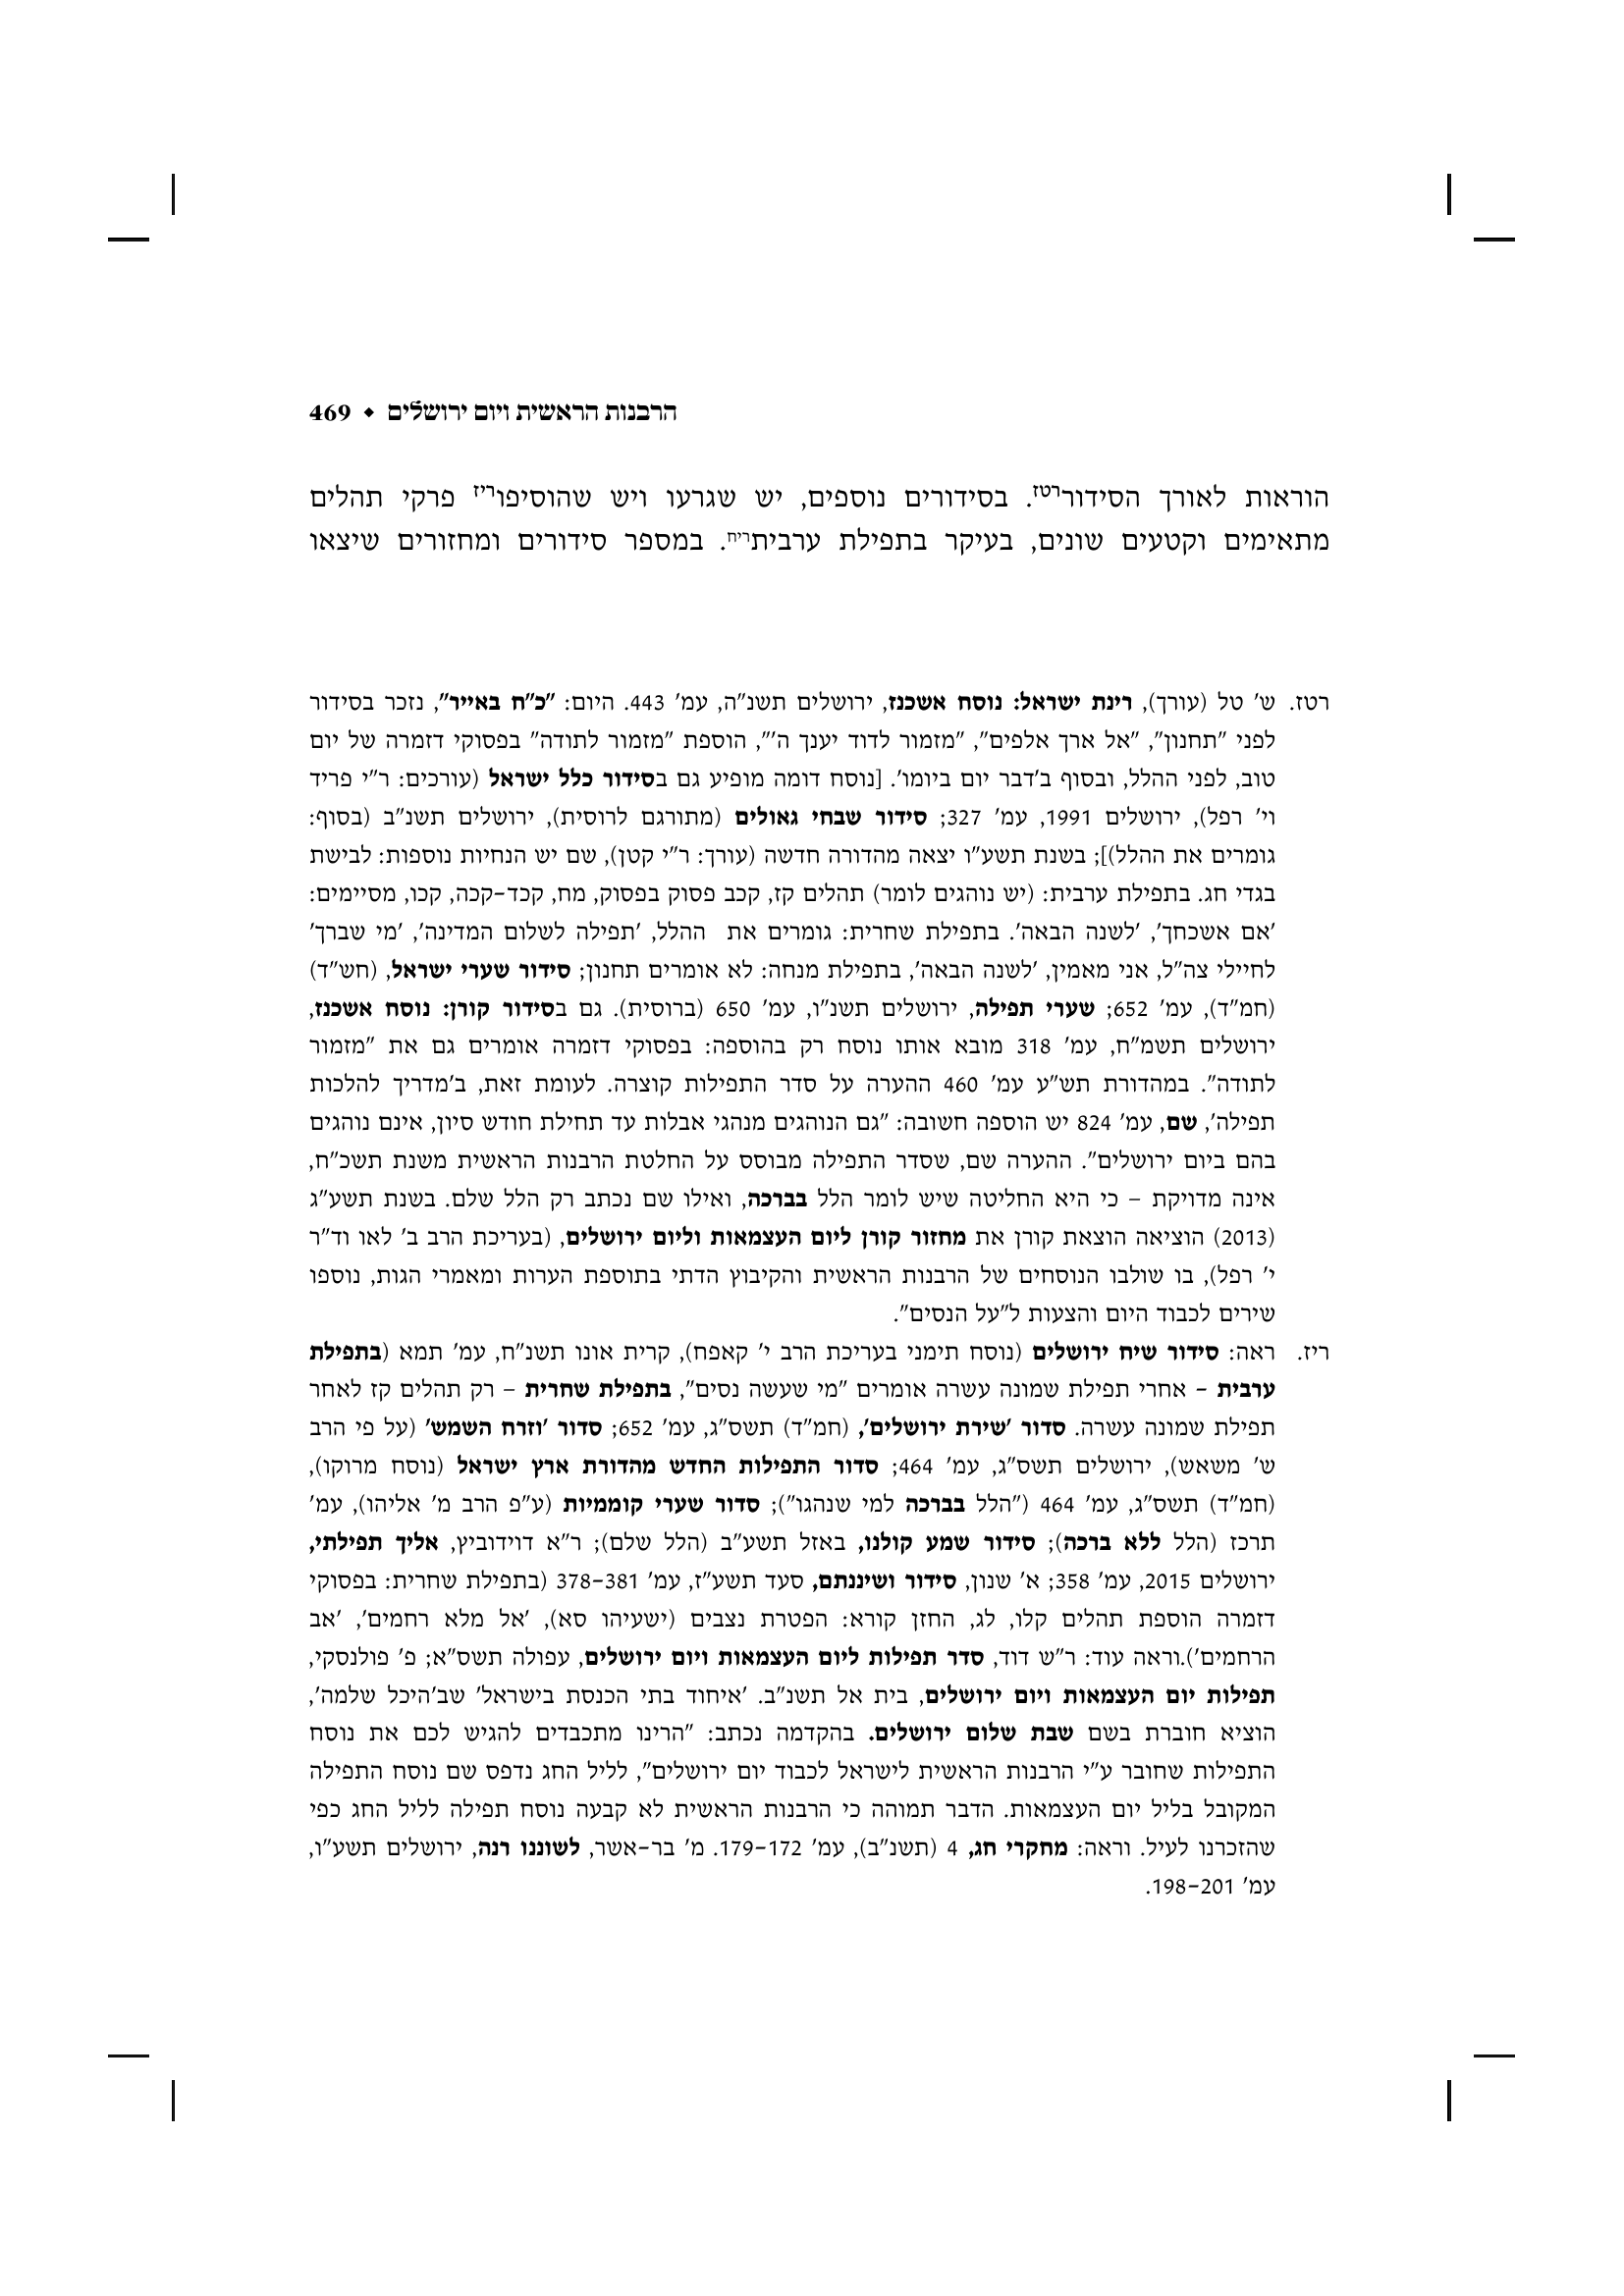 הרבנות הראשית ויום ירושלים ◆ 469
הוראות לאורך הסידוררטז. בסידורים נוספים, יש שגרעו ויש שהוסיפוריז פרקי תהלים
מתאימים וקטעים שונים, בעיקר בתפילת ערביתריח. במספר סידורים ומחזורים שיצאו
רטז. ש' טל (עורך), רינת ישראל: נוסח אשכנז, ירושלים תשנ"ה, עמ' 443. היום: "כ"ח באייר", נזכר בסידור
לפני "תחנון", "אל ארך אלפים", "מזמור לדוד יענך ה'", הוספת "מזמור לתודה" בפסוקי דזמרה של יום
טוב, לפני ההלל, ובסוף ב'דבר יום ביומו'. [נוסח דומה מופיע גם בסידור כלל ישראל (עורכים: ר"י פריד
וי' רפל), ירושלים 1991, עמ' 327; סידור שבחי גאולים (מתורגם לרוסית), ירושלים תשנ"ב (בסוף:
גומרים את ההלל)]; בשנת תשע"ו יצאה מהדורה חדשה (עורך: ר"י קטן), שם יש הנחיות נוספות: לבישת
בגדי חג. בתפילת ערבית: (יש נוהגים לומר) תהלים קז, קכב פסוק בפסוק, מח, קכד–קכה, קכו, מסיימים:
'אם אשכחך', 'לשנה הבאה'. בתפילת שחרית: גומרים את ההלל, 'תפילה לשלום המדינה', 'מי שברך'
לחיילי צה"ל, אני מאמין, 'לשנה הבאה', בתפילת מנחה: לא אומרים תחנון; סידור שערי ישראל, (חש"ד)
(חמ"ד), עמ' 652; שערי תפילה, ירושלים תשנ"ו, עמ' 650 (ברוסית). גם בסידור קורן: נוסח אשכנז,
ירושלים תשמ"ח, עמ' 318 מובא אותו נוסח רק בהוספה: בפסוקי דזמרה אומרים גם את "מזמור
לתודה". במהדורת תש"ע עמ' 460 ההערה על סדר התפילות קוצרה. לעומת זאת, ב'מדריך להלכות
תפילה', שם, עמ' 824 יש הוספה חשובה: "גם הנוהגים מנהגי אבלות עד תחילת חודש סיון, אינם נוהגים
בהם ביום ירושלים". ההערה שם, שסדר התפילה מבוסס על החלטת הרבנות הראשית משנת תשכ"ח,
אינה מדויקת – כי היא החליטה שיש לומר הלל בברכה, ואילו שם נכתב רק הלל שלם. בשנת תשע"ג
(2013) הוציאה הוצאת קורן את מחזור קורן ליום העצמאות וליום ירושלים, (בעריכת הרב ב' לאו וד"ר
י' רפל), בו שולבו הנוסחים של הרבנות הראשית והקיבוץ הדתי בתוספת הערות ומאמרי הגות, נוספו
שירים לכבוד היום והצעות ל"על הנסים".
ריז. ראה: סידור שיח ירושלים (נוסח תימני בעריכת הרב י' קאפח), קרית אונו תשנ"ח, עמ' תמא (בתפילת
ערבית – אחרי תפילת שמונה עשרה אומרים "מי שעשה נסים", בתפילת שחרית – רק תהלים קז לאחר
תפילת שמונה עשרה. סדור 'שירת ירושלים', (חמ"ד) תשס"ג, עמ' 652; סדור 'וזרח השמש' (על פי הרב
ש' משאש), ירושלים תשס"ג, עמ' 464; סדור התפילות החדש מהדורת ארץ ישראל (נוסח מרוקו),
(חמ"ד) תשס"ג, עמ' 464 ("הלל בברכה למי שנהגו"); סדור שערי קוממיות (ע"פ הרב מ' אליהו), עמ'
תרכז (הלל ללא ברכה); סידור שמע קולנו, באזל תשע"ב (הלל שלם); ר"א דוידוביץ, אליך תפילתי,
ירושלים 2015, עמ' 358; א' שנון, סידור ושיננתם, סעד תשע"ז, עמ' 378–381 (בתפילת שחרית: בפסוקי
דזמרה הוספת תהלים קלו, לג, החזן קורא: הפטרת נצבים (ישעיהו סא), 'אל מלא רחמים', 'אב
הרחמים').וראה עוד: ר"ש דוד, סדר תפילות ליום העצמאות ויום ירושלים, עפולה תשס"א; פ' פולנסקי,
תפילות יום העצמאות ויום ירושלים, בית אל תשנ"ב. 'איחוד בתי הכנסת בישראל' שב'היכל שלמה',
הוציא חוברת בשם שבת שלום ירושלים. בהקדמה נכתב: "הרינו מתכבדים להגיש לכם את נוסח
התפילות שחובר ע"י הרבנות הראשית לישראל לכבוד יום ירושלים", לליל החג נדפס שם נוסח התפילה
המקובל בליל יום העצמאות. הדבר תמוהה כי הרבנות הראשית לא קבעה נוסח תפילה לליל החג כפי
שהזכרנו לעיל. וראה: מחקרי חג, 4 (תשנ"ב), עמ' 172–179. מ' בר–אשר, לשוננו רנה, ירושלים תשע"ו,
עמ' 198–201.